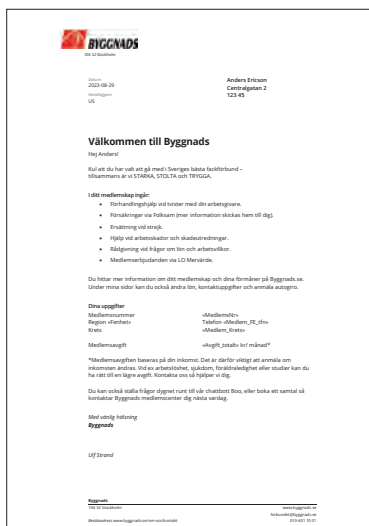 BYGGNADS
106 32 Stockholm
Datum
2023-08-29
Handläggare
US
Anders Ericson
Centralgatan 2
123 45
Välkommen till Byggnads
Hej Anders!
Kul att du har valt att gå med i Sveriges bästa fackförbund –
tillsammans är vi STARKA, STOLTA och TRYGGA.
I ditt medlemskap ingår:
• Förhandlingshjälp vid tvister med din arbetsgivare.
• Försäkringar via Folksam (mer information skickas hem till dig).
• Ersättning vid strejk.
• Hjälp vid arbetsskador och skadeutredningar.
• Rådgivning vid frågor om lön och arbetsvillkor.
• Medlemserbjudanden via LO Mervärde.
Du hittar mer information om ditt medlemskap och dina förmåner på Byggnads.se.
Under mina sidor kan du också ändra lön, kontaktuppgifter och anmäla autogiro.
Dina uppgifter
Medlemsnummer «MedlemsNr»
Region «Fenhet» Telefon «Medlem_FE_tfn»
Krets «Medlem_Krets»
Medlemsavgift «Avgift_totalt» kr/ månad*
*Medlemsavgiften baseras på din inkomst. Det är därför viktigt att anmäla om
inkomsten ändras. Vid ex arbetslöshet, sjukdom, föräldraledighet eller studier kan du
ha rätt till en lägre avgift. Kontakta oss så hjälper vi dig.
Du kan också ställa frågor dygnet runt till vår chattbott Boo, eller boka ett samtal så
kontaktar Byggnads medlemscenter dig nästa vardag.
Med vänlig hälsning
Byggnads
Ulf Strand
Byggnads
106 32 Stockholm www.byggnads.se
forbundet@byggnads.se
Besöksadress www.byggnads.se/om-oss/kontakt 010-601 10 01